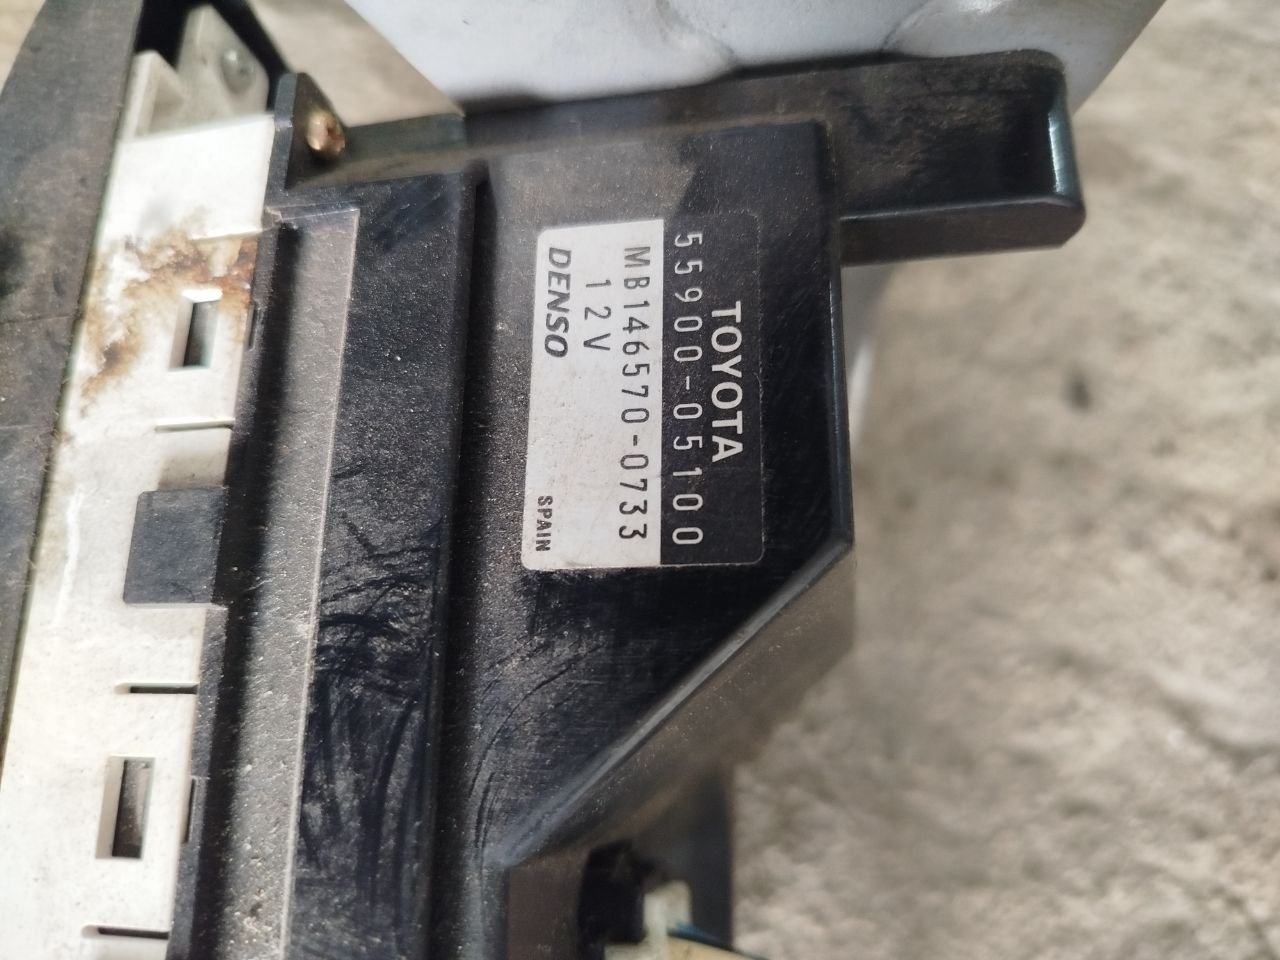 TOYOTA
55900-05100
MB146570-0733
12V
DENSO
SPAIN